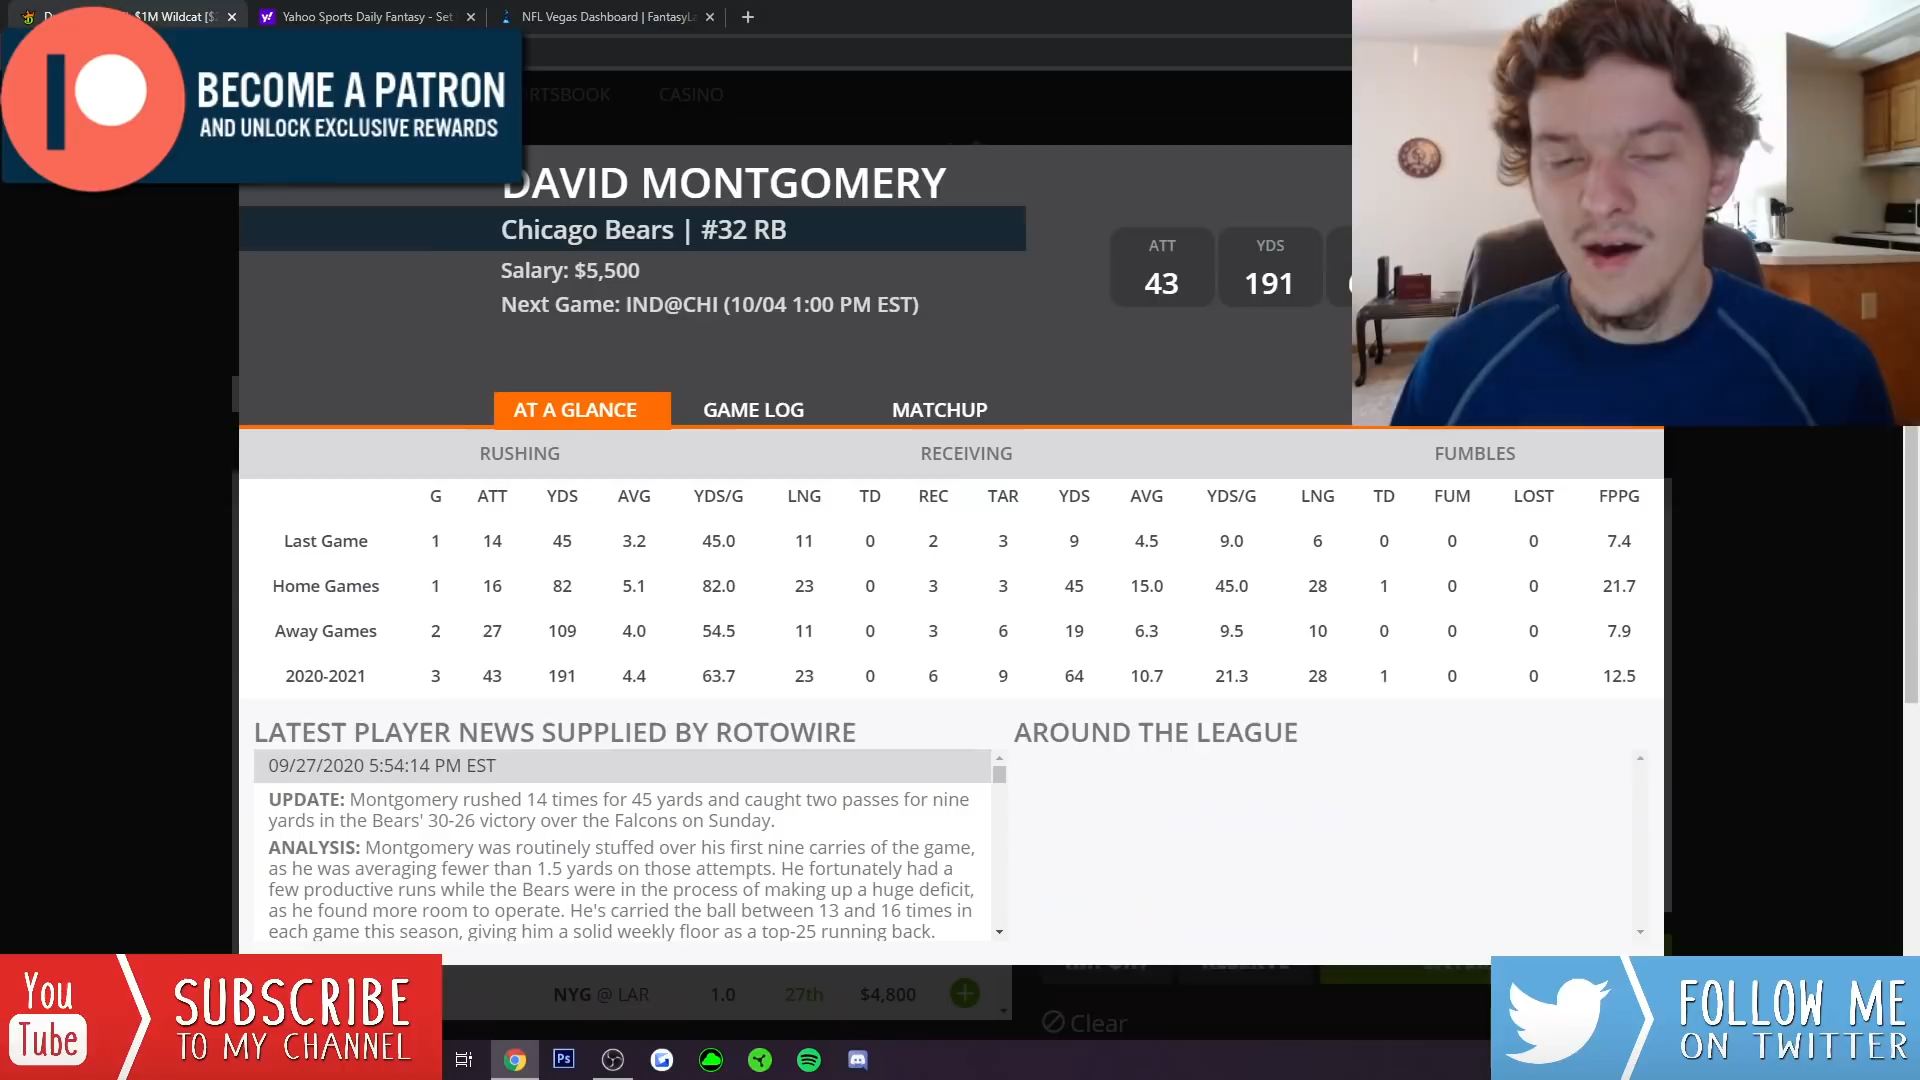 $1M Wildcat [$
Yahoo Sports Daily Fantasy - Set
NFL Vegas Dashboard | FantasyLa
BECOME A PATRON
AND UNLOCK EXCLUSIVE REWARDS
RTSBOOK
CASINO
DAVID MONTGOMERY
Chicago Bears | #32 RB
Salary: $5,500
Next Game: IND@CHI (10/04 1:00 PM EST)
ATT YDS
43 191
AT A GLANCE GAME LOG MATCHUP
RUSHING RECEIVING FUMBLES
G ATT YDS AVG YDS/G LNG TD REC TAR YDS AVG YDS/G LNG TD FUM LOST FPPG
Last Game 1 14 45 3.2 45.0 11 0 2 3 9 4.5 9.0 6 0 0 0 7.4
Home Games 1 16 82 5.1 82.0 23 0 3 3 45 15.0 45.0 28 1 0 0 21.7
Away Games 2 27 109 4.0 54.5 11 0 3 6 19 6.3 9.5 10 0 0 0 7.9
2020-2021 3 43 191 4.4 63.7 23 0 6 9 64 10.7 21.3 28 1 0 0 12.5
LATEST PLAYER NEWS SUPPLIED BY ROTOWIRE
AROUND THE LEAGUE
09/27/2020 5:54:14 PM EST
UPDATE: Montgomery rushed 14 times for 45 yards and caught two passes for nine
yards in the Bears' 30-26 victory over the Falcons on Sunday.
ANALYSIS: Montgomery was routinely stuffed over his first nine carries of the game,
as he was averaging fewer than 1.5 yards on those attempts. He fortunately had a
few productive runs while the Bears were in the process of making up a huge deficit,
as he found more room to operate. He's carried the ball between 13 and 16 times in
each game this season, giving him a solid weekly floor as a top-25 running back.
NYG @ LAR 1.0 27th $4,800
Clear
You
Tube
SUBSCRIBE
TO MY CHANNEL
Ps
FOLLOW ME
ON TWITTER